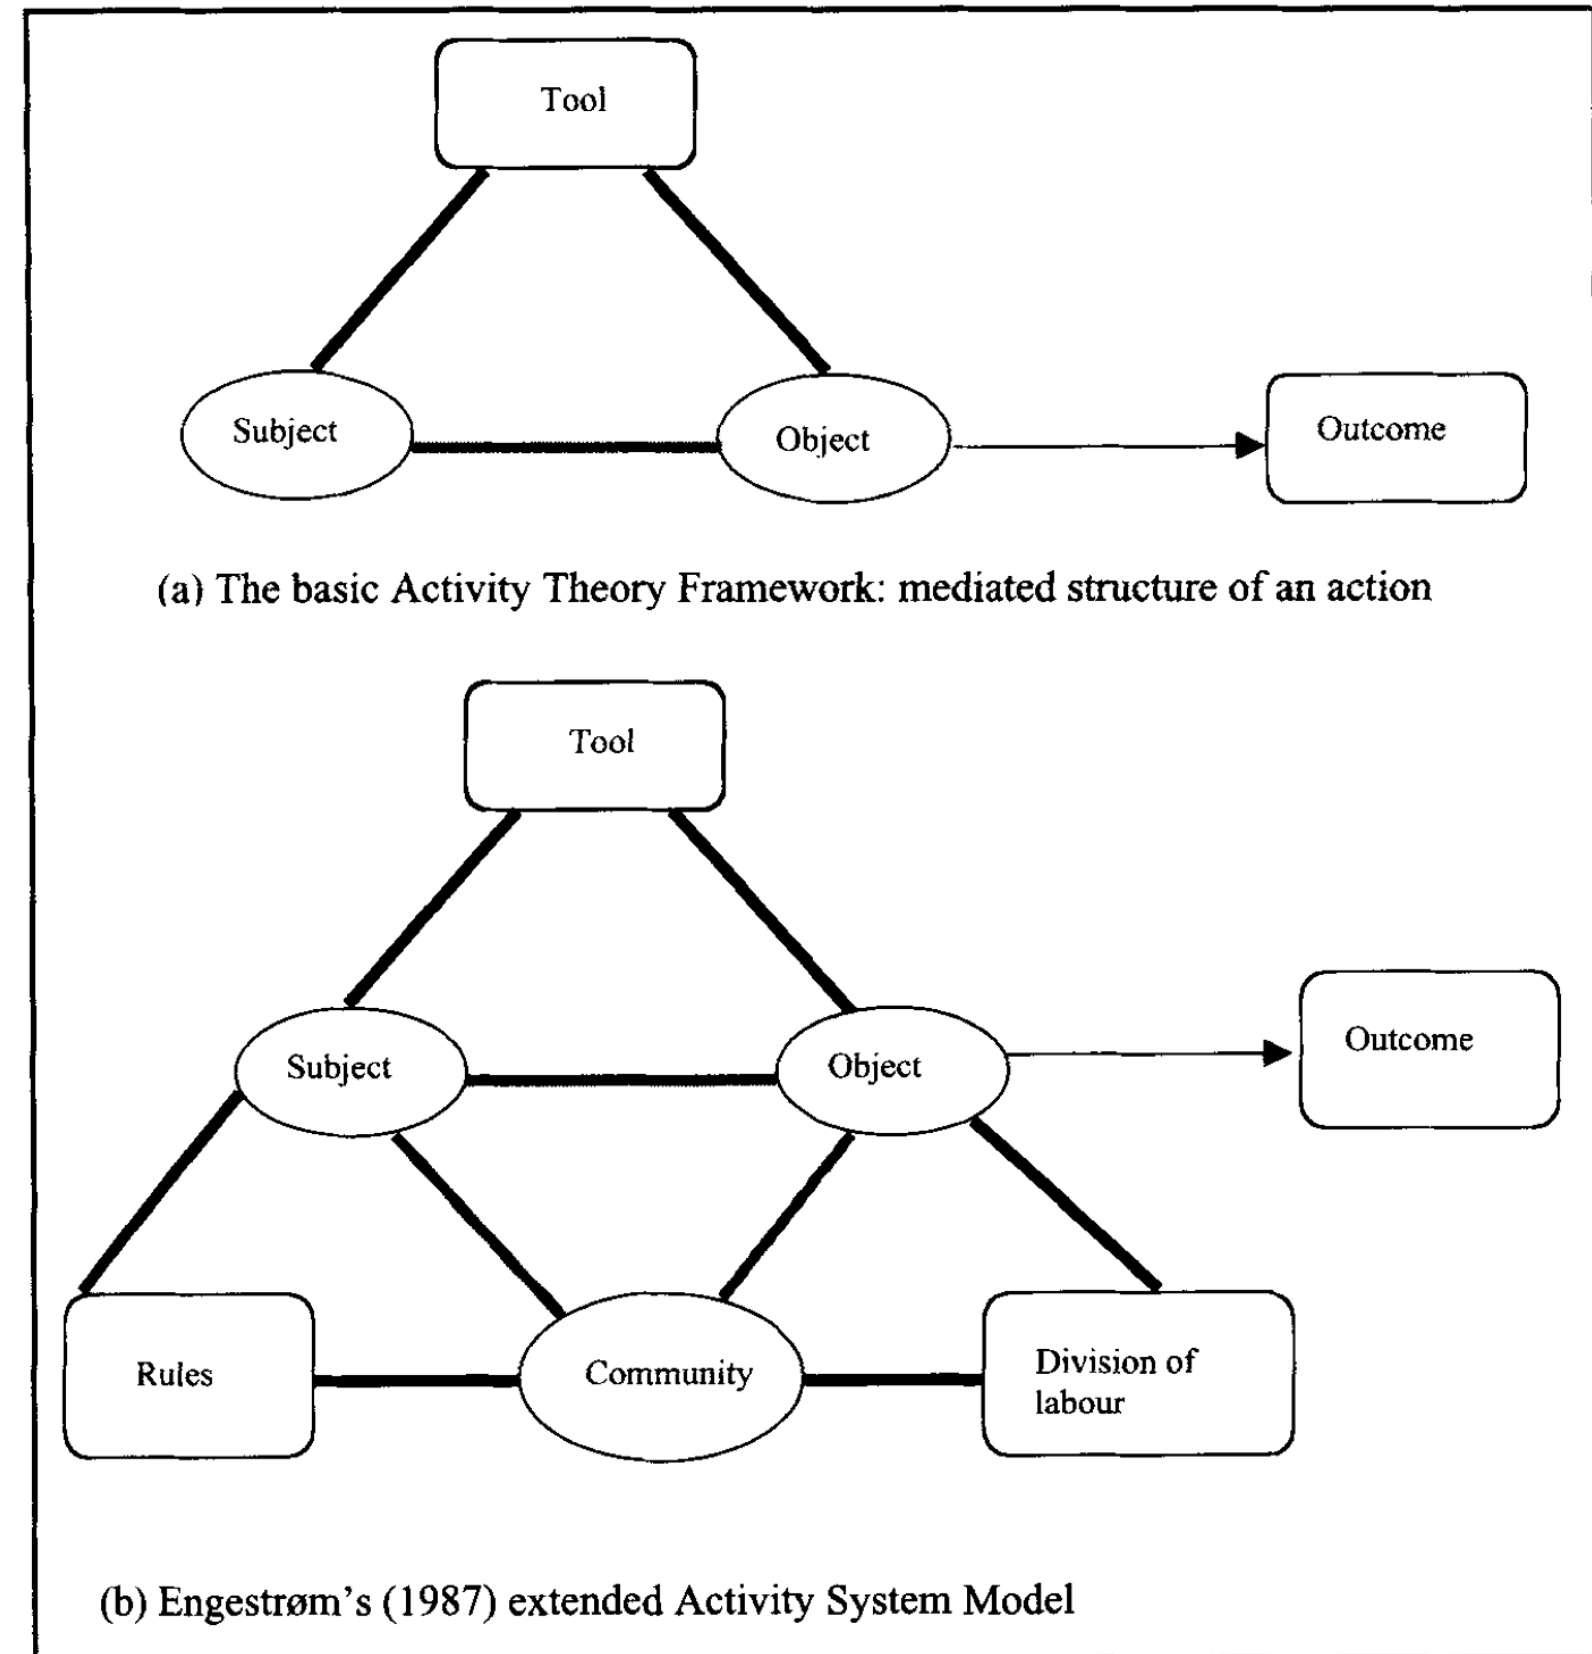 Tool
Subject
Object
Outcome
(a) The basic Activity Theory Framework: mediated structure of an action
Tool
Subject
Object
Outcome
Rules
Community
Division of
labour
(b) Engestrøm's (1987) extended Activity System Model